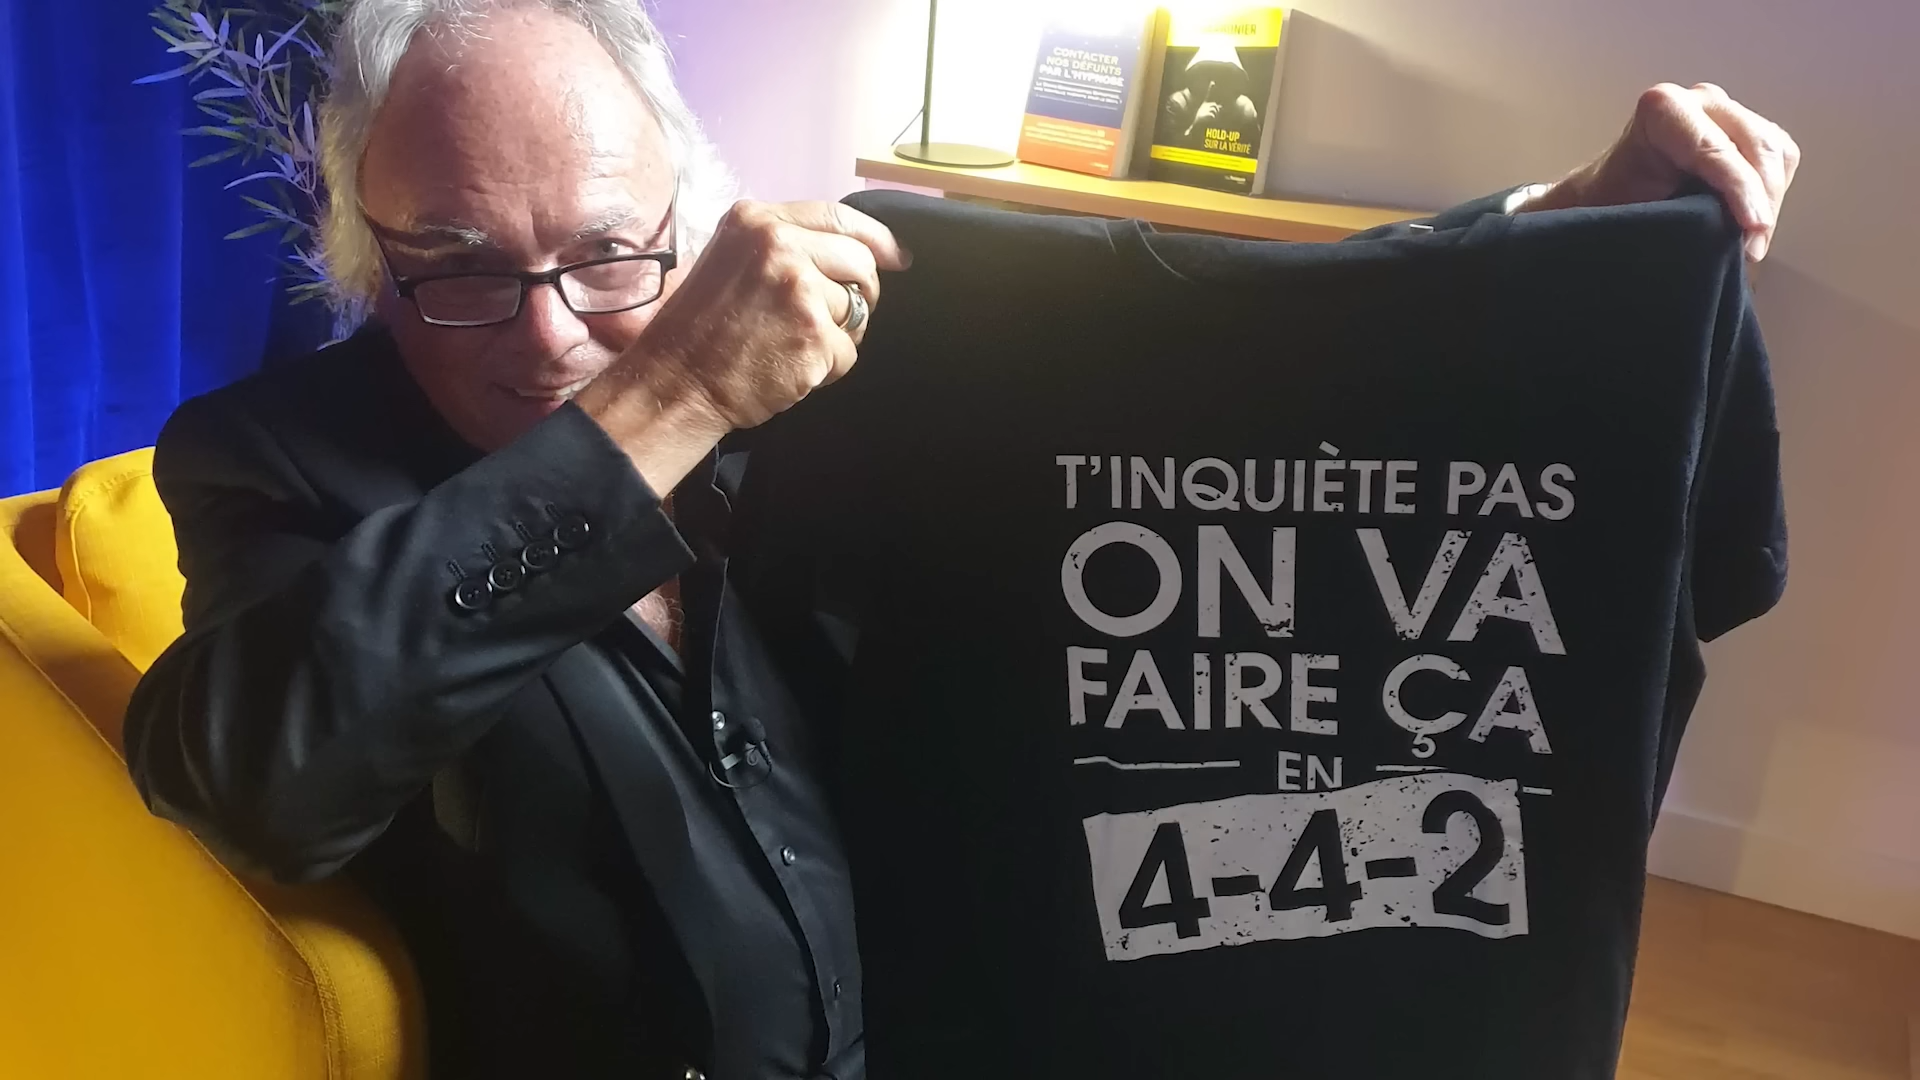 CONTACTER
NOS DÉFUNTS
PAR L'HYPNOSE
HOLD-UP
SUR LA VÉRITÉ
T'INQUIÈTE PAS
ON VA
FAIRE ÇA
EN
4-4-2